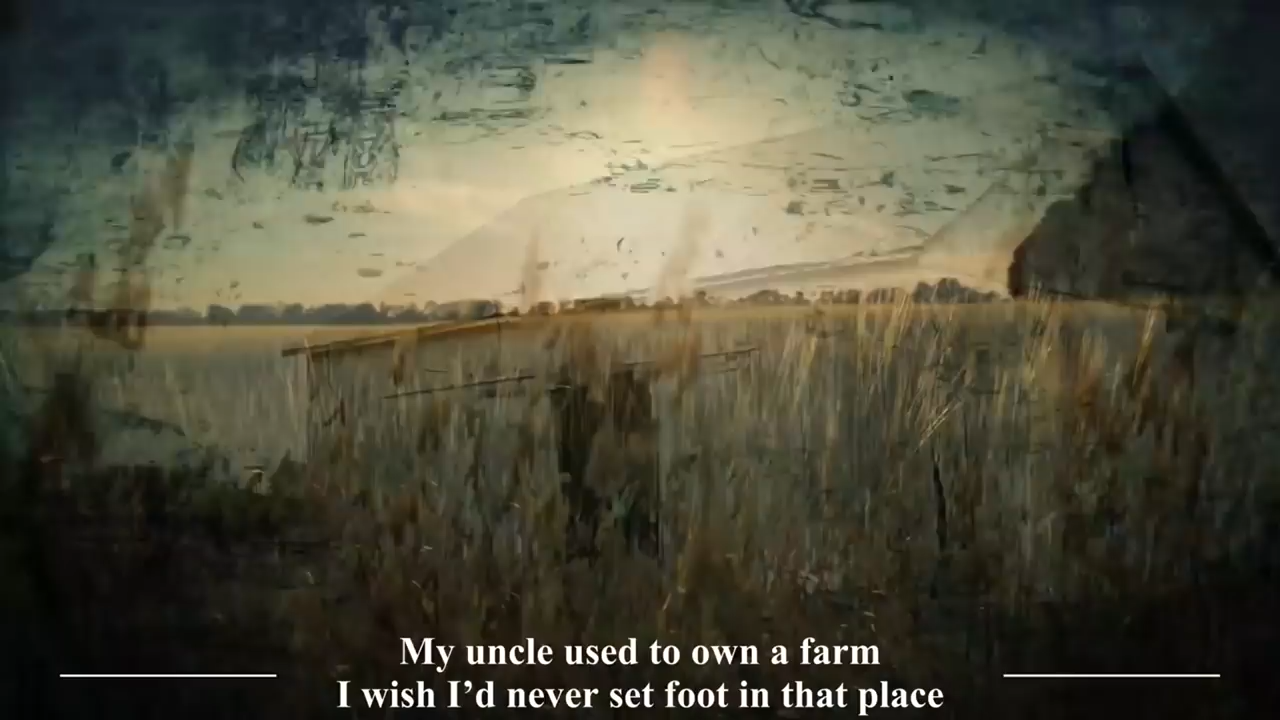 My uncle used to own a farm
I wish I’d never set foot in that place